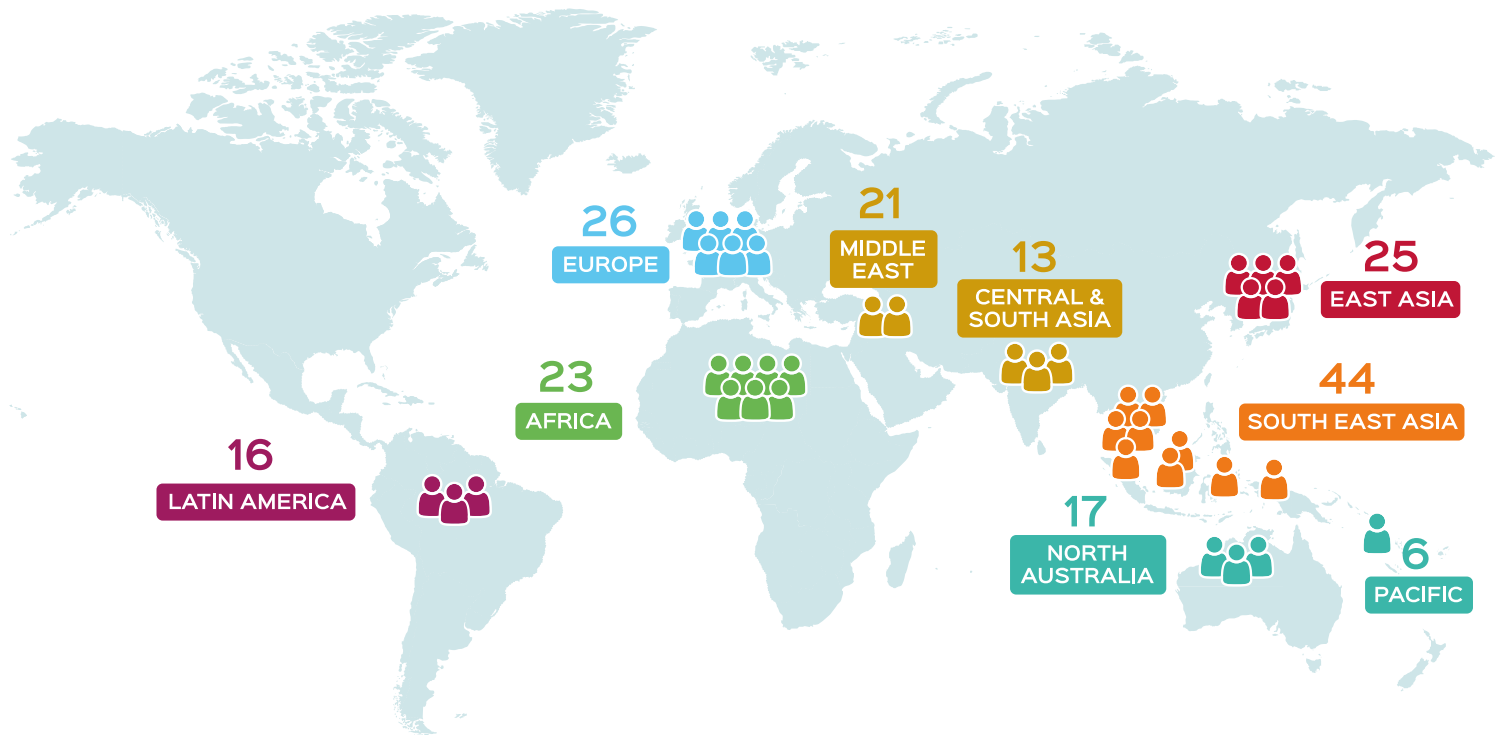 26
EUROPE
21
MIDDLE
EAST
13
CENTRAL &
SOUTH ASIA
25
EAST ASIA
23
AFRICA
44
SOUTH EAST ASIA
16
LATIN AMERICA
17
NORTH
AUSTRALIA
6
PACIFIC